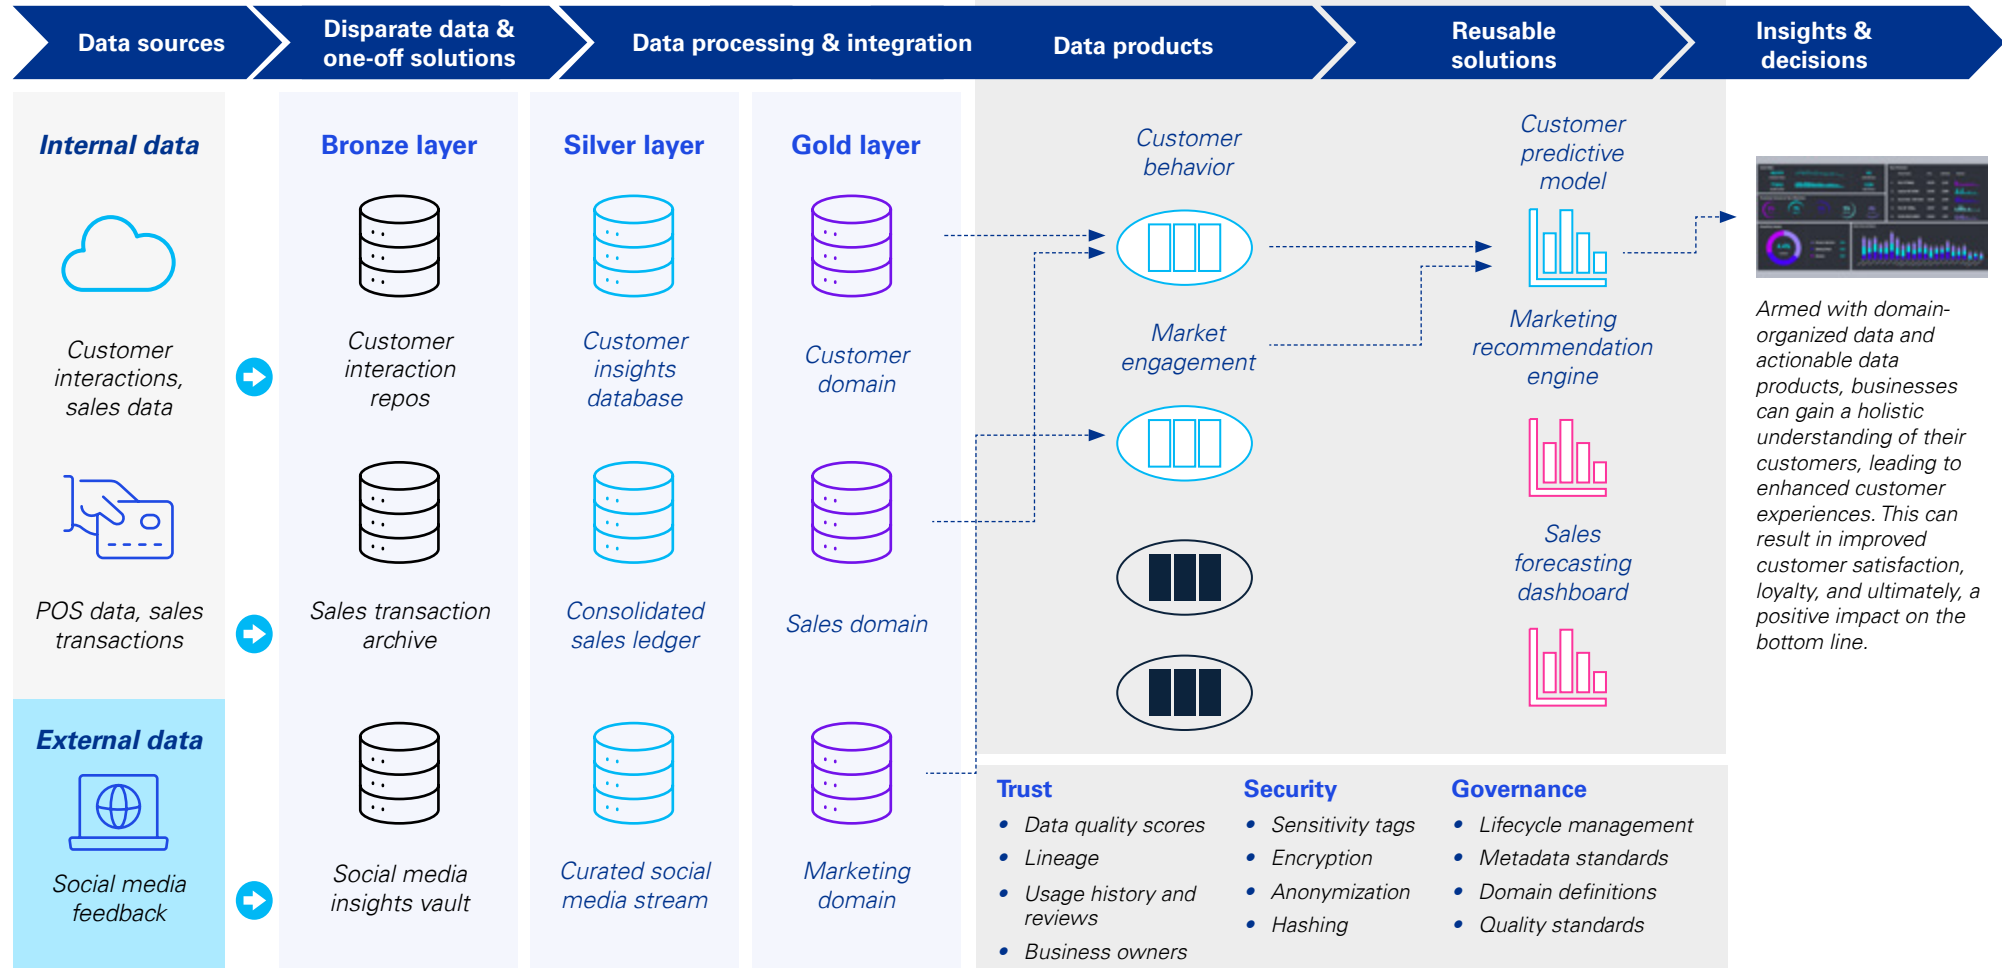 Data sources
Disparate data &
one-off solutions
Data processing & integration
Data products
Reusable
solutions
Insights &
decisions
Internal data
Customer
interactions,
sales data
POS data, sales
transactions
External data
Social media
feedback
Bronze layer
Customer
interaction
repos
Sales transaction
archive
Social media
insights vault
Silver layer
Customer
insights
database
Consolidated
sales ledger
Curated social
media stream
Gold layer
Customer
domain
Sales domain
Marketing
domain
Customer
behavior
Market
engagement
Customer
predictive
model
Marketing
recommendation
engine
Sales
forecasting
dashboard
Armed with domain-
organized data and
actionable data
products, businesses
can gain a holistic
understanding of their
customers, leading to
enhanced customer
experiences. This can
result in improved
customer satisfaction,
loyalty, and ultimately, a
positive impact on the
bottom line.
Trust
• Data quality scores
• Lineage
• Usage history and
reviews
• Business owners
Security
• Sensitivity tags
• Encryption
• Anonymization
• Hashing
Governance
• Lifecycle management
• Metadata standards
• Domain definitions
• Quality standards